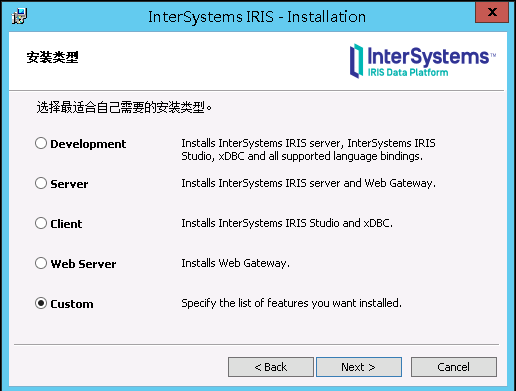 InterSystems IRIS - Installation
安装类型
InterSystems™
IRIS Data Platform
选择最适合自己需要的安装类型。
Development
Installs InterSystems IRIS server, InterSystems IRIS
Studio, xDBC and all supported language bindings.
Server
Installs InterSystems IRIS server and Web Gateway.
Client
Installs InterSystems IRIS Studio and xDBC.
Web Server
Installs Web Gateway.
Custom
Specify the list of features you want installed.
< Back
Next >
Cancel